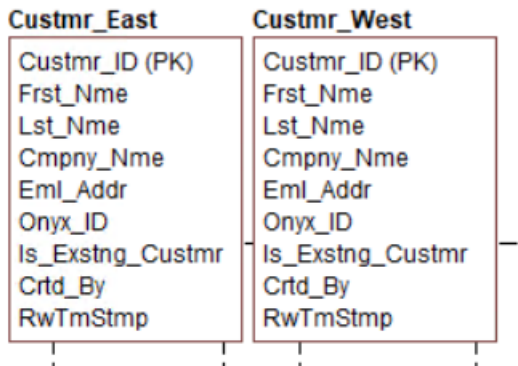 Custmr_East
Custmr_ID (PK)
Frst_Nme
Lst_Nme
Cmpny_Nme
Eml_Addr
Onyx_ID
Is_Exstng_Custmr
Crtd_By
RwTmStmp
Custmr_West
Custmr_ID (PK)
Frst_Nme
Lst_Nme
Cmpny_Nme
Eml_Addr
Onyx_ID
Is_Exstng_Custmr
Crtd_By
RwTmStmp